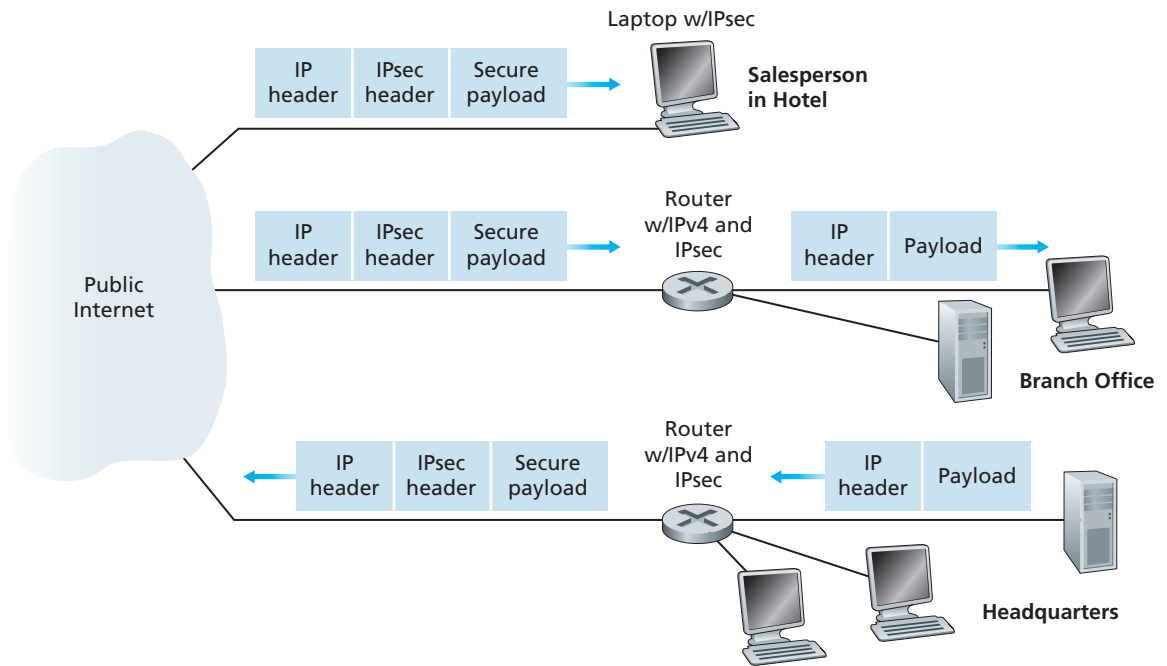 Laptop w/IPsec
IP
header
IPsec
header
Secure
payload
Salesperson
in Hotel
Router
w/IPv4 and
IPsec
IP
header
IPsec
header
Secure
payload
IP
header
Payload
Public
Internet
Branch Office
Router
w/IPv4 and
IPsec
IP
header
IPsec
header
Secure
payload
IP
header
Payload
Headquarters